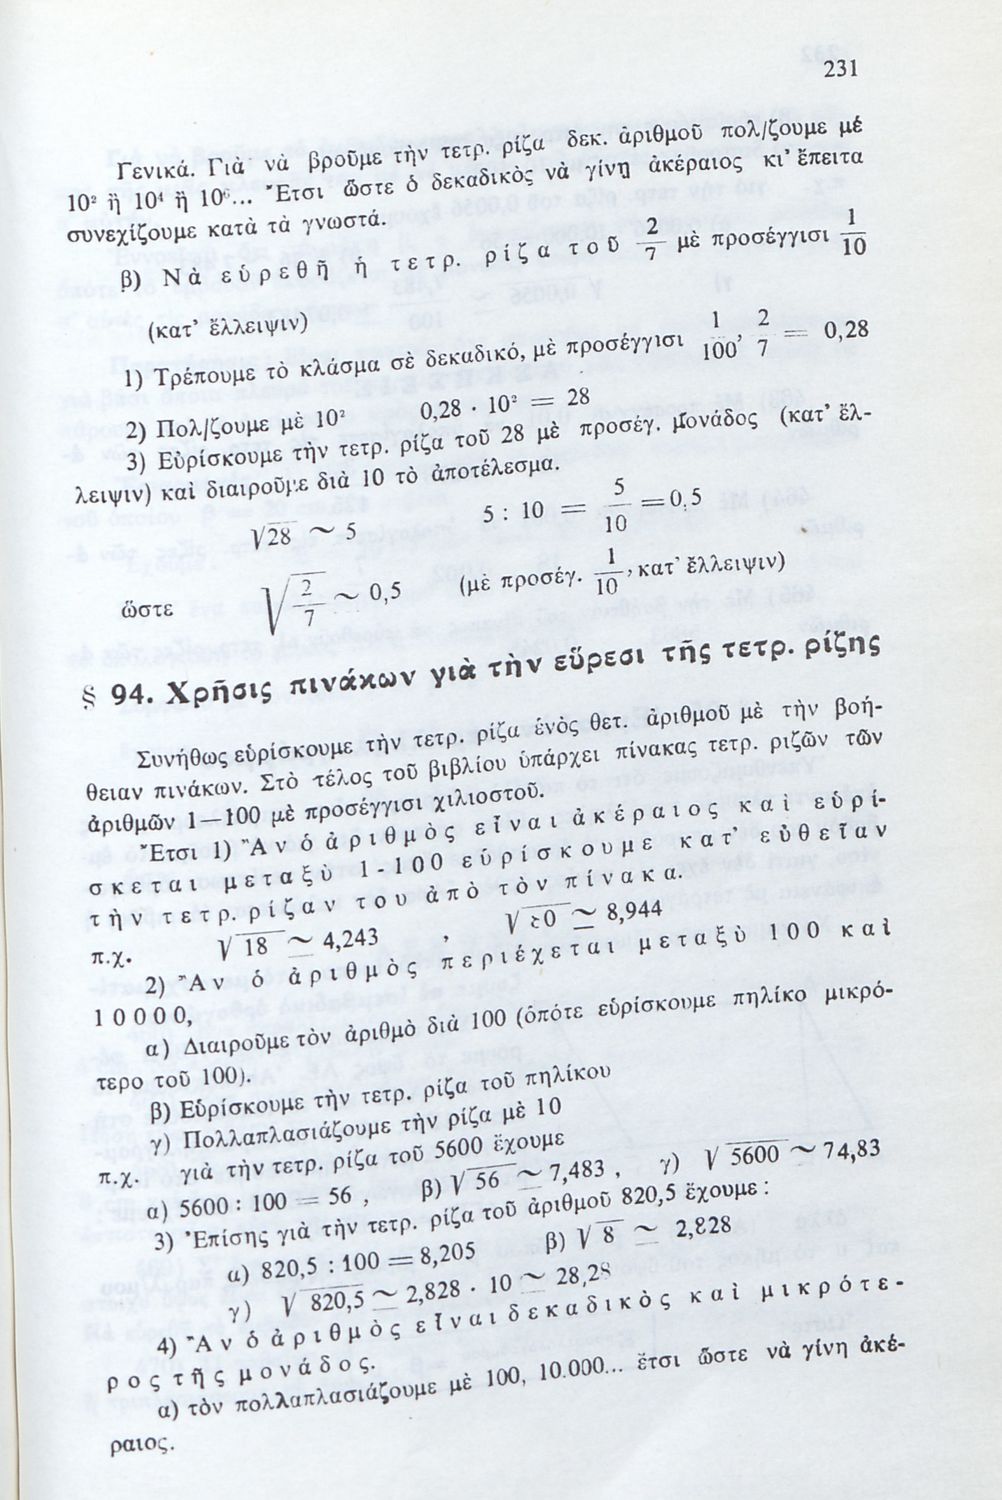 231
Γενικά. Γιὰ νὰ βροῦμε τὴν τετρ. ρίζα δεκ. ἀριθμοῦ πολ/ζουμε μέ
10² ἢ 10⁴ ἢ 10⁶... Ἔτσι ὥστε ὁ δεκαδικὸς νὰ γίνῃ ἀκέραιος κι' ἔπειτα
συνεχίζουμε κατὰ τὰ γνωστά.
β) Νὰ εὑρεθῇ ἡ τετρ. ρίζα τοῦ 2/7 μὲ προσέγγισι 1/10
(κατ' ἔλλειψιν)
1) Τρέπουμε τὸ κλάσμα σὲ δεκαδικό, μὲ προσέγγισι 1/100, 2/7 = 0,28
2) Πολ/ζουμε μὲ 10² 0,28 · 10² = 28
3) Εὑρίσκουμε τὴν τετρ. ρίζα τοῦ 28 μὲ προσέγ. μονάδος (κατ' ἔλ-
λειψιν) καὶ διαιροῦμε διὰ 10 τὸ ἀποτέλεσμα.
√28 ~ 5 5 : 10 = 5/10 = 0,5
ὥστε √2/7 ~ 0,5 (μὲ προσέγ. 1/10, κατ' ἔλλειψιν)
§ 94. Χρῆσις πινάκων γιὰ τὴν εὕρεσι τῆς τετρ. ρίζης
Συνήθως εὑρίσκουμε τὴν τετρ. ρίζα ἑνὸς θετ. ἀριθμοῦ μὲ τὴν βοή-
θειαν πινάκων. Στὸ τέλος τοῦ βιβλίου ὑπάρχει πίνακας τετρ. ριζῶν τῶν
ἀριθμῶν 1—100 μὲ προσέγγισι χιλιοστοῦ.
Ἔτσι 1) Ἂν ὁ ἀριθμὸς εἶναι ἀκέραιος καὶ εὑρί-
σκεται μεταξὺ 1-100 εὑρίσκουμε κατ' εὐθεῖαν
τὴν τετρ. ρίζαν του ἀπὸ τὸν πίνακα.
π.χ. √18 ~ 4,243 , √80 ~ 8,944
2) Ἂν ὁ ἀριθμὸς περιέχεται μεταξὺ 100 καὶ
10000,
α) Διαιροῦμε τὸν ἀριθμὸ διὰ 100 (ὁπότε εὑρίσκουμε πηλίκο μικρό-
τερο τοῦ 100).
β) Εὑρίσκουμε τὴν τετρ. ρίζα τοῦ πηλίκου
γ) Πολλαπλασιάζουμε τὴν ρίζα μὲ 10
π.χ. γιὰ τὴν τετρ. ρίζα τοῦ 5600 ἔχουμε
α) 5600 : 100 = 56 , β) √56 ~ 7,483 , γ) √5600 ~ 74,83
3) Ἐπίσης γιὰ τὴν τετρ. ρίζα τοῦ ἀριθμοῦ 820,5 ἔχουμε :
α) 820,5 : 100 = 8,205 β) √8 ~ 2,828
γ) √820,5 ~ 2,828 · 10 ~ 28,28
4) Ἂν ὁ ἀριθμὸς εἶναι δεκαδικὸς καὶ μικρότε-
ρος τῆς μονάδος.
α) τὸν πολλαπλασιάζουμε μὲ 100, 10.000... ἔτσι ὥστε νὰ γίνη ἀκέ-
ραιος.